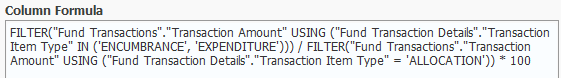 Column Formula
FILTER("Fund Transactions"."Transaction Amount" USING ("Fund Transaction Details"."Transaction
Item Type" IN ('ENCUMBRANCE', 'EXPENDITURE'))) / FILTER("Fund Transactions"."Transaction
Amount" USING ("Fund Transaction Details"."Transaction Item Type" = 'ALLOCATION')) * 100